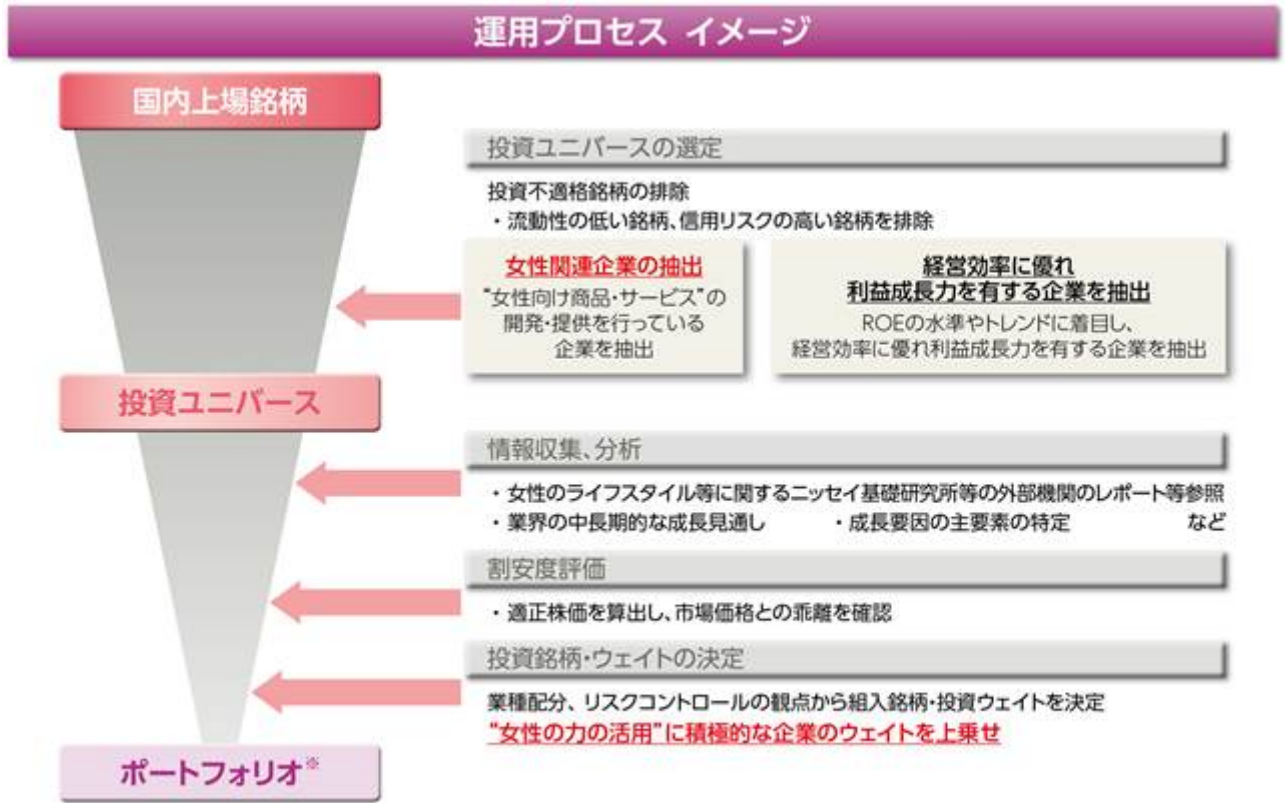 運用プロセス イメージ
国内上場銘柄
投資ユニバースの選定
投資不適格銘柄の排除
・流動性の低い銘柄、信用リスクの高い銘柄を排除
女性関連企業の抽出
“女性向け商品・サービス”の
開発・提供を行っている
企業を抽出
経営効率に優れ
利益成長力を有する企業を抽出
ROEの水準やトレンドに着目し、
経営効率に優れ利益成長力を有する企業を抽出
投資ユニバース
情報収集、分析
・女性のライフスタイル等に関するニッセイ基礎研究所等の外部機関のレポート等参照
・業界の中長期的な成長見通し ・成長要因の主要素の特定 など
割安度評価
・適正株価を算出し、市場価格との乖離を確認
投資銘柄・ウェイトの決定
業種配分、リスクコントロールの観点から組入銘柄・投資ウェイトを決定
“女性の力の活用”に積極的な企業のウェイトを上乗せ
ポートフォリオ※